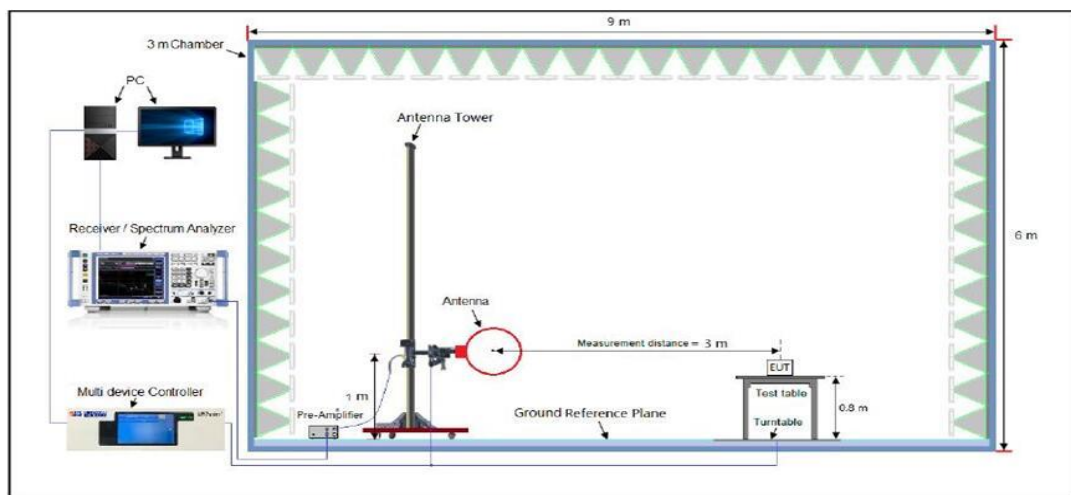 9 m
3 m Chamber
PC
Antenna Tower
Receiver / Spectrum Analyzer
6 m
Antenna
Measurement distance = 3 m
EUT
Multi device Controller
1 m
Test table
0.8 m
Pre-Amplifier
Ground Reference Plane
Turntable